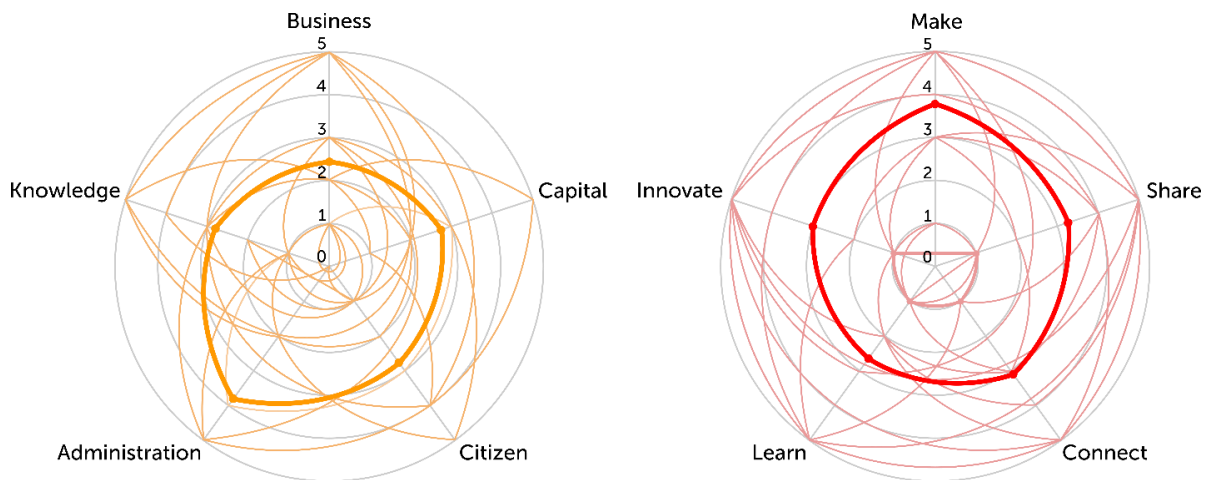 Business
5
4
3
2
1
0
Knowledge
Capital
Administration
Citizen
Make
5
4
3
2
1
0
Innovate
Share
Learn
Connect